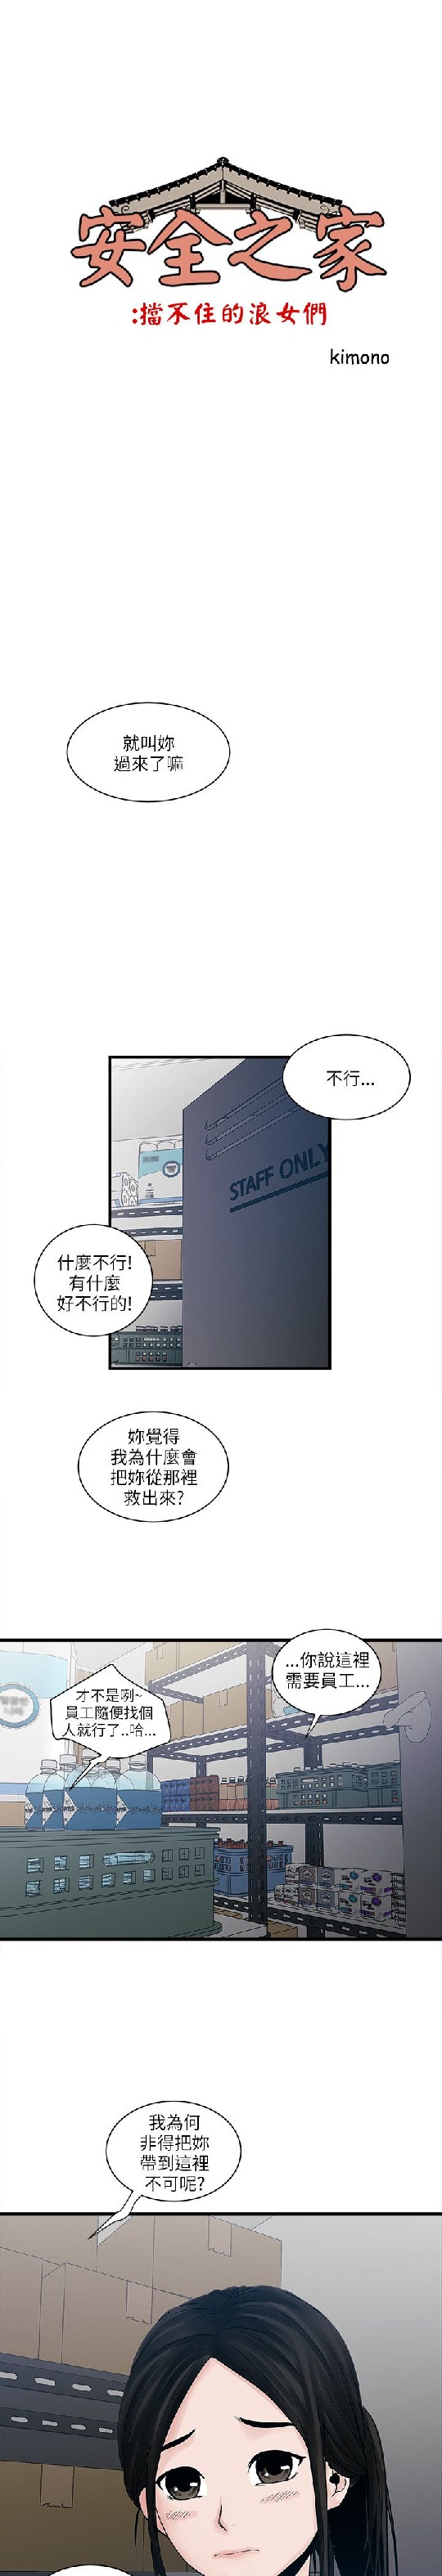 安全之家
:擋不住的浪女們
kimono
就叫妳
過來了嘛
不行...
STAFF ONLY
什麼不行!
有什麼
好不行的!
妳覺得
我為什麼會
把妳從那裡
救出來?
...你說這裡
需要員工...
才不是咧~
員工隨便找個
人就行了..哈...
我為何
非得把妳
帶到這裡
不可呢?